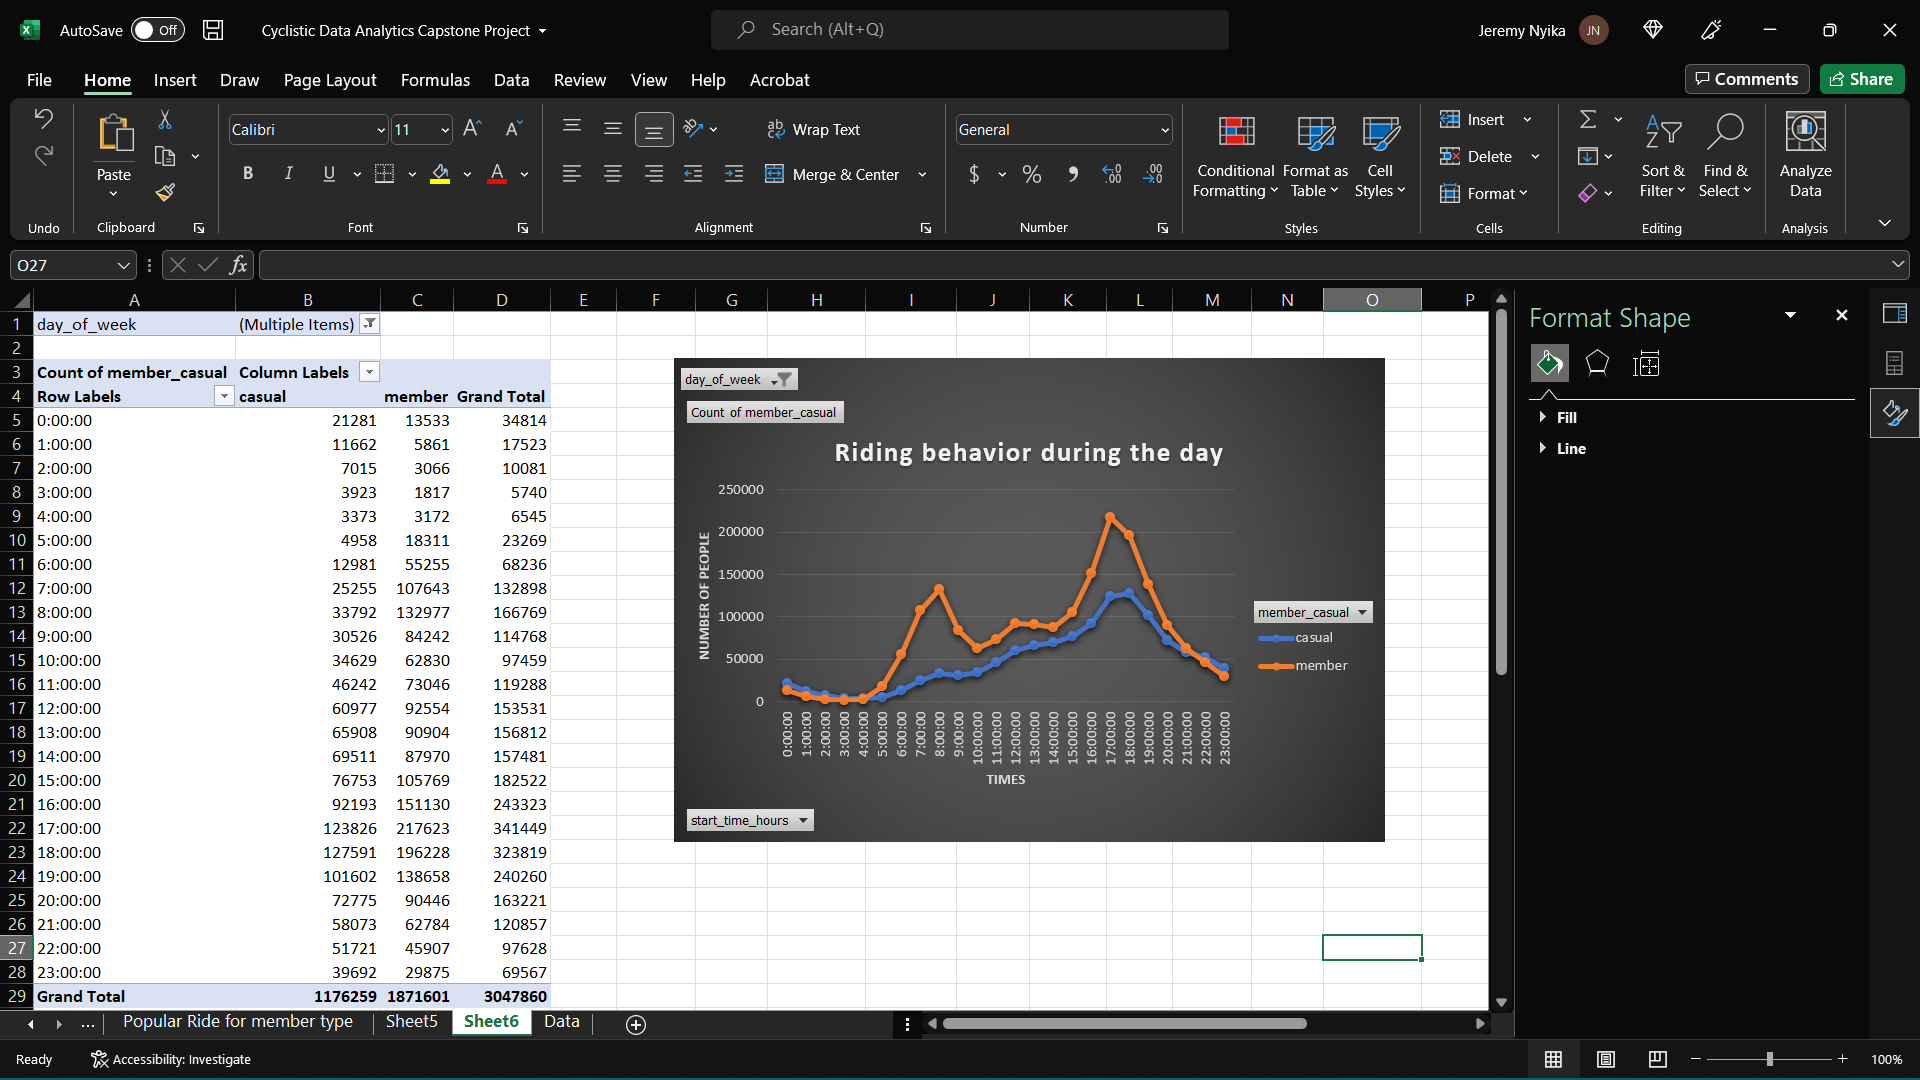 AutoSave Off Cyclistic Data Analytics Capstone Project Search (Alt+Q) Jeremy Nyika JN
File Home Insert Draw Page Layout Formulas Data Review View Help Acrobat Comments Share
Calibri 11 Wrap Text General Insert
Paste Merge & Center $ % Conditional Formatting Format as Table Cell Styles Delete Format Sort & Filter Find & Select Analyze Data
Undo Clipboard Font Alignment Number Styles Cells Editing Analysis
O27 fx
A B C D E F G H I J K L M N O P
1 day_of_week (Multiple Items)
2
3 Count of member_casual Column Labels
4 Row Labels casual member Grand Total
5 0:00:00 21281 13533 34814
6 1:00:00 11662 5861 17523
7 2:00:00 7015 3066 10081
8 3:00:00 3923 1817 5740
9 4:00:00 3373 3172 6545
10 5:00:00 4958 18311 23269
11 6:00:00 12981 55255 68236
12 7:00:00 25255 107643 132898
13 8:00:00 33792 132977 166769
14 9:00:00 30526 84242 114768
15 10:00:00 34629 62830 97459
16 11:00:00 46242 73046 119288
17 12:00:00 60977 92554 153531
18 13:00:00 65908 90904 156812
19 14:00:00 69511 87970 157481
20 15:00:00 76753 105769 182522
21 16:00:00 92193 151130 243323
22 17:00:00 123826 217623 341449
23 18:00:00 127591 196228 323819
24 19:00:00 101602 138658 240260
25 20:00:00 72775 90446 163221
26 21:00:00 58073 62784 120857
27 22:00:00 51721 45907 97628
28 23:00:00 39692 29875 69567
29 Grand Total 1176259 1871601 3047860
day_of_week
Count of member_casual
Riding behavior during the day
NUMBER OF PEOPLE
250000
200000
150000
100000
50000
0
0:00:00 1:00:00 2:00:00 3:00:00 4:00:00 5:00:00 6:00:00 7:00:00 8:00:00 9:00:00 10:00:00 11:00:00 12:00:00 13:00:00 14:00:00 15:00:00 16:00:00 17:00:00 18:00:00 19:00:00 20:00:00 21:00:00 22:00:00 23:00:00
TIMES
member_casual
casual
member
start_time_hours
Format Shape
Fill
Line
... Popular Ride for member type Sheet5 Sheet6 Data
Ready Accessibility: Investigate 100%